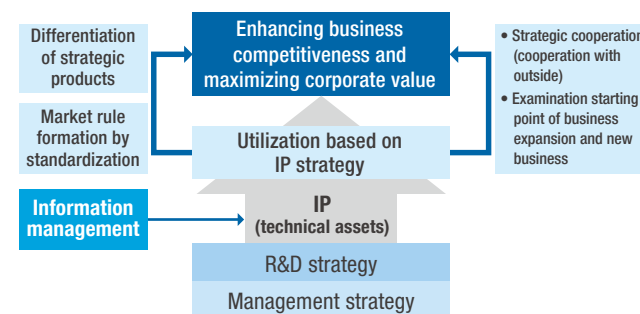 Differentiation
of strategic
products
Market rule
formation by
standardization
Information
management
Enhancing business
competitiveness and
maximizing corporate value
Utilization based on
IP strategy
IP
(technical assets)
R&D strategy
Management strategy
• Strategic cooperation
(cooperation with
outside)
• Examination starting
point of business
expansion and new
business